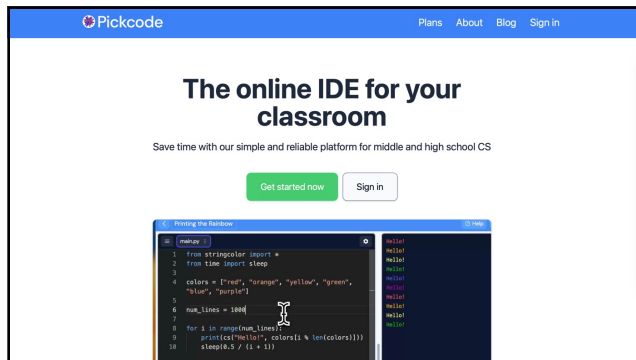 Pickcode
Plans About Blog Sign in
The online IDE for your
classroom
Save time with our simple and reliable platform for middle and high school CS
Get started now Sign in
Printing the Rainbow Help
main.py
1 from stringcolor import *
2 from time import sleep
3
4 colors = ["red", "orange", "yellow", "green",
"blue", "purple"]
5
6 num_lines = 1000
7
8 for i in range(num_lines):
9 print(cs("Hello!", colors[i % len(colors)]))
10 sleep(0.5 / (i + 1))
Hello!
Hello!
Hello!
Hello!
Hello!
Hello!
Hello!
Hello!
Hello!
Hello!